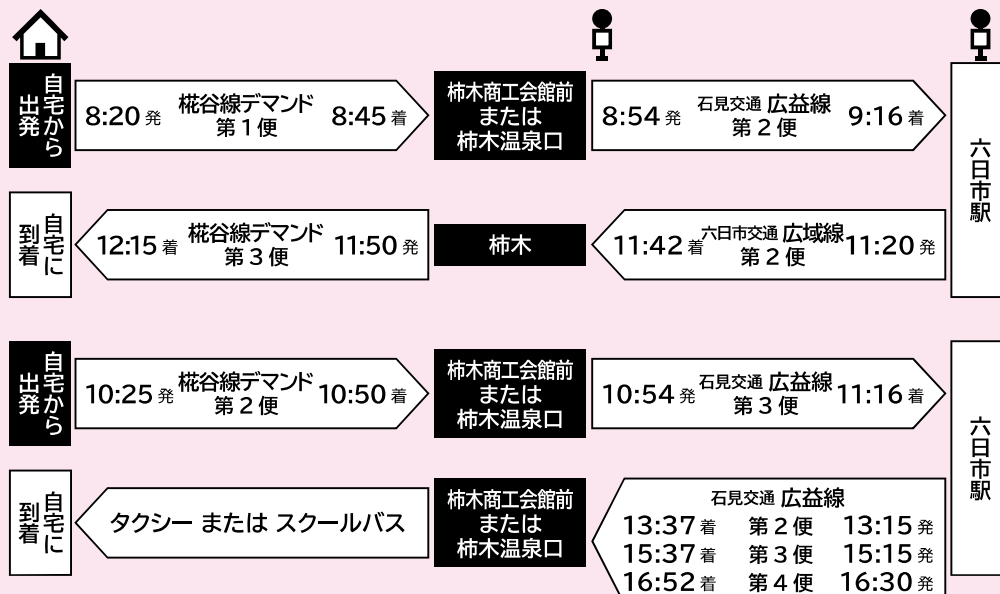 自宅から
出発
8:20 発
椛谷線デマンド
第1便
8:45 着
柿木商工会館前
または
柿木温泉口
8:54 発
石見交通 広益線
第2便
9:16 着
六日市駅
自宅に
到着
12:15 着
椛谷線デマンド
第3便
11:50 発
柿木
11:42 着
六日市交通 広域線
第2便
11:20 発
自宅から
出発
10:25 発
椛谷線デマンド
第2便
10:50 着
柿木商工会館前
または
柿木温泉口
10:54 発
石見交通 広益線
第3便
11:16 着
六日市駅
自宅に
到着
タクシー または スクールバス
柿木商工会館前
または
柿木温泉口
石見交通 広益線
13:37 着 第2便 13:15 発
15:37 着 第3便 15:15 発
16:52 着 第4便 16:30 発